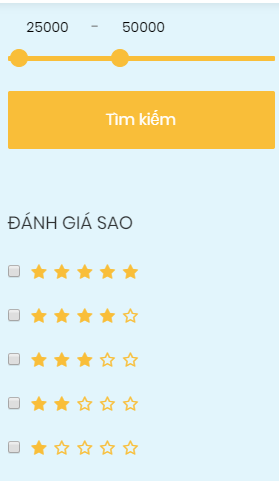 25000 - 50000
Tìm kiếm
ĐÁNH GIÁ SAO